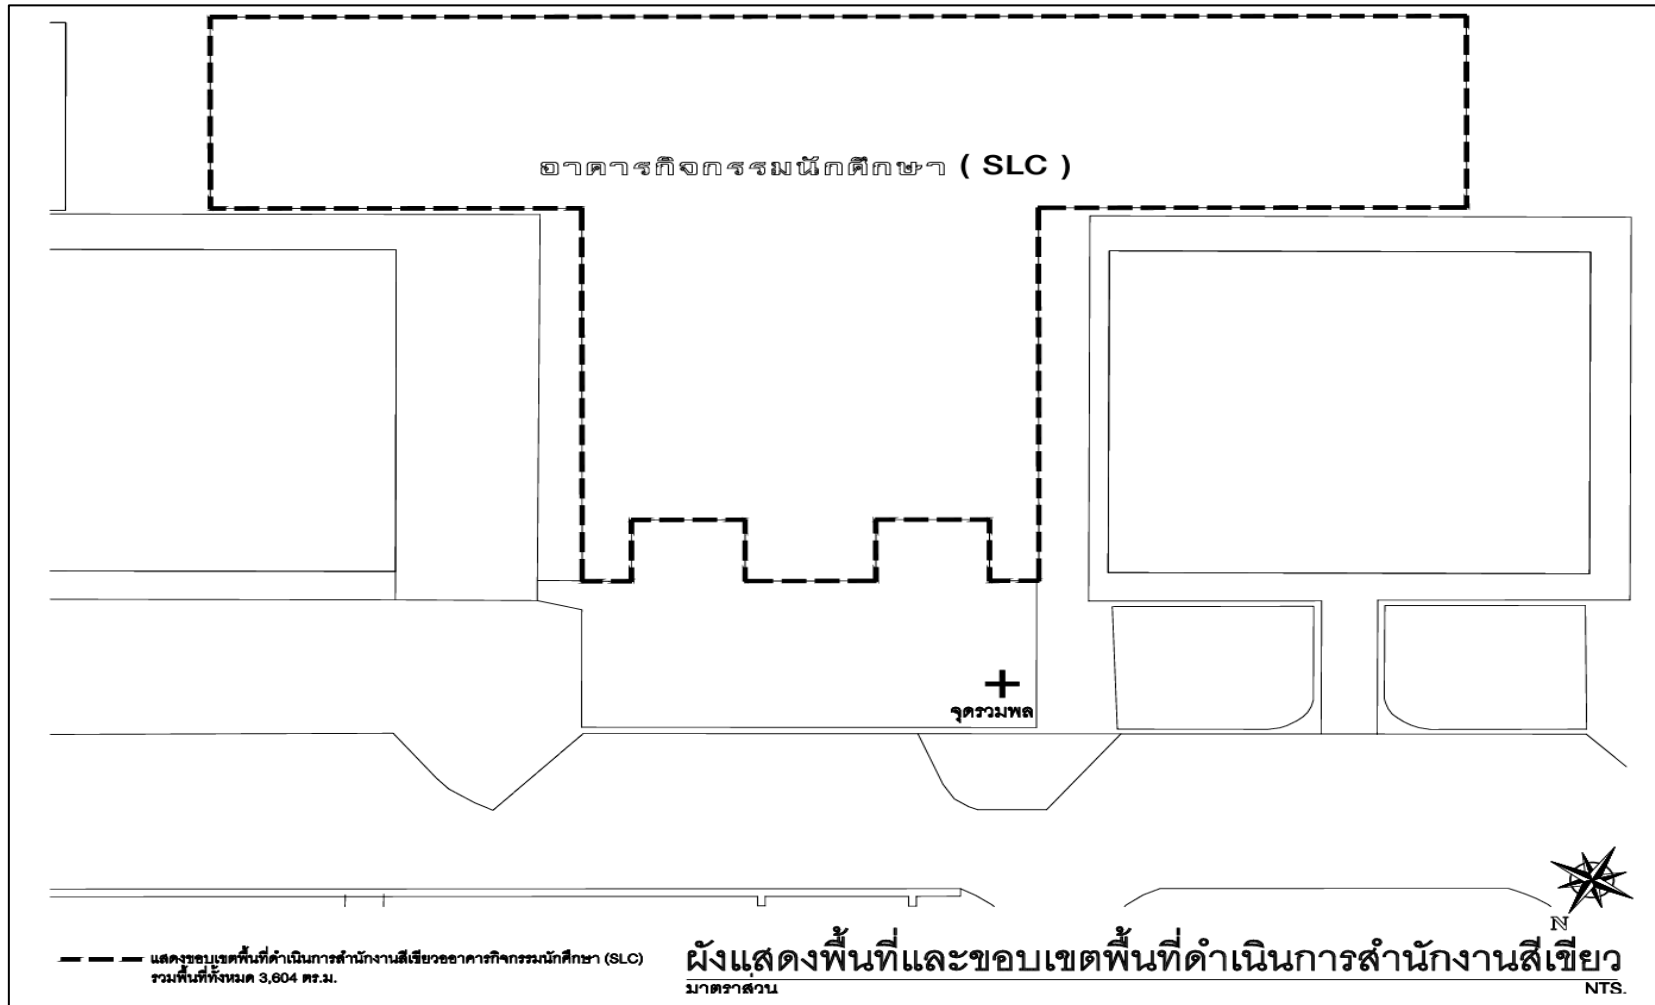 อาคารกิจกรรมนักศึกษา ( SLC )
จุดรวมพล
N
แสดงขอบเขตพื้นที่ดำเนินการสำนักงานสีเขียวออาคารกิจกรรมนักศึกษา (SLC)
รวมพื้นที่ทั้งหมด 3,604 ตร.ม.
ผังแสดงพื้นที่และขอบเขตพื้นที่ดำเนินการสำนักงานสีเขียว
มาตราส่วน NTS.